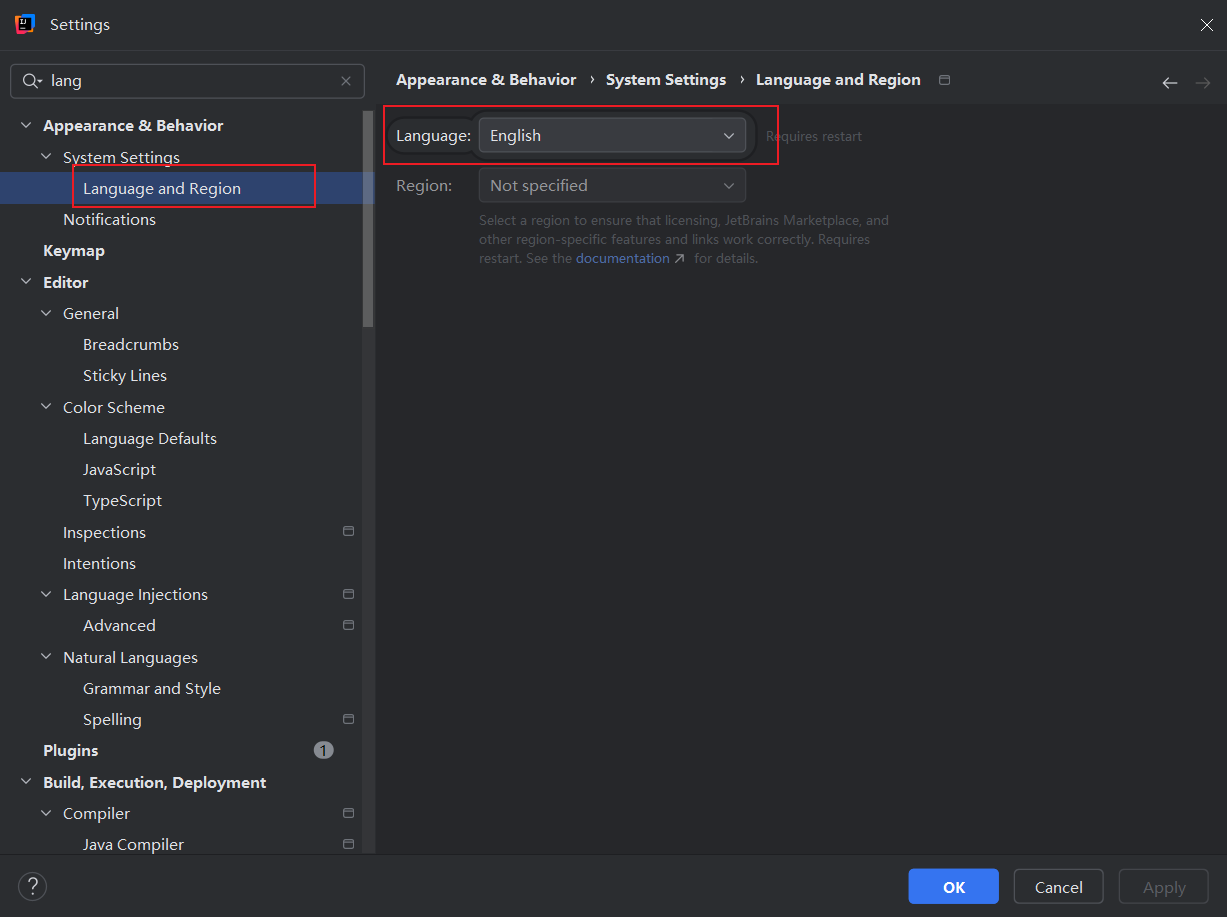 Settings
lang
Appearance & Behavior
System Settings
Language and Region
Notifications
Keymap
Editor
General
Breadcrumbs
Sticky Lines
Color Scheme
Language Defaults
JavaScript
TypeScript
Inspections
Intentions
Language Injections
Advanced
Natural Languages
Grammar and Style
Spelling
Plugins 1
Build, Execution, Deployment
Compiler
Java Compiler
Appearance & Behavior › System Settings › Language and Region
Language: English Requires restart
Region: Not specified
Select a region to ensure that licensing, JetBrains Marketplace, and
other region-specific features and links work correctly. Requires
restart. See the documentation ↗ for details.
?
OK Cancel Apply